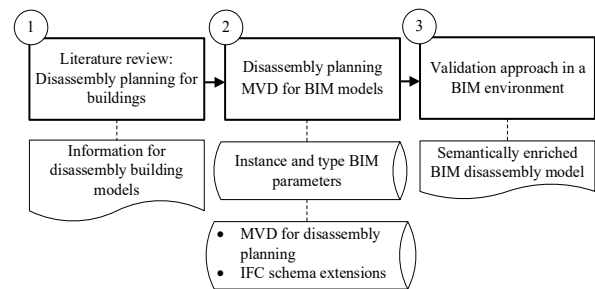 1
Literature review:
Disassembly planning for
buildings
Information for
disassembly building
models
2
Disassembly planning
MVD for BIM models
Instance and type BIM
parameters
• MVD for disassembly
planning
• IFC schema extensions
3
Validation approach in a
BIM environment
Semantically enriched
BIM disassembly model